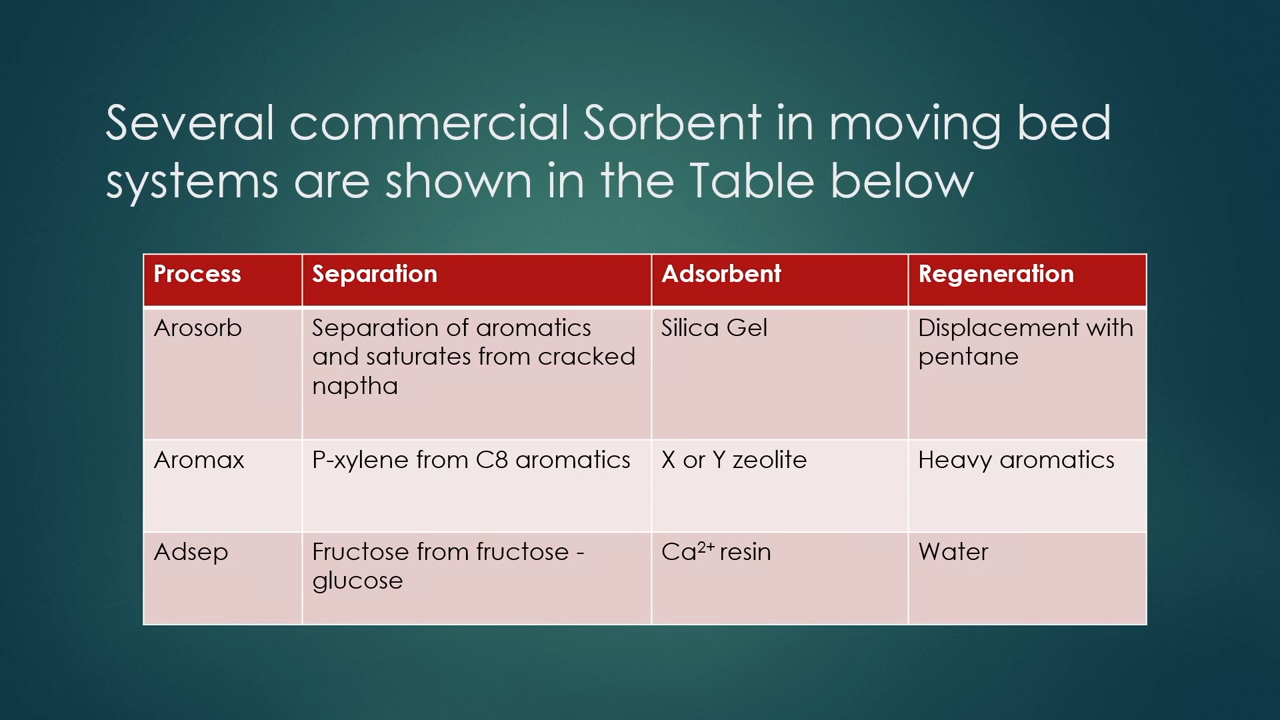 Several commercial Sorbent in moving bed
systems are shown in the Table below
Process
Separation
Adsorbent
Regeneration
Arosorb
Separation of aromatics
and saturates from cracked
naptha
Silica Gel
Displacement with
pentane
Aromax
P-xylene from C8 aromatics
X or Y zeolite
Heavy aromatics
Adsep
Fructose from fructose -
glucose
Ca²⁺ resin
Water